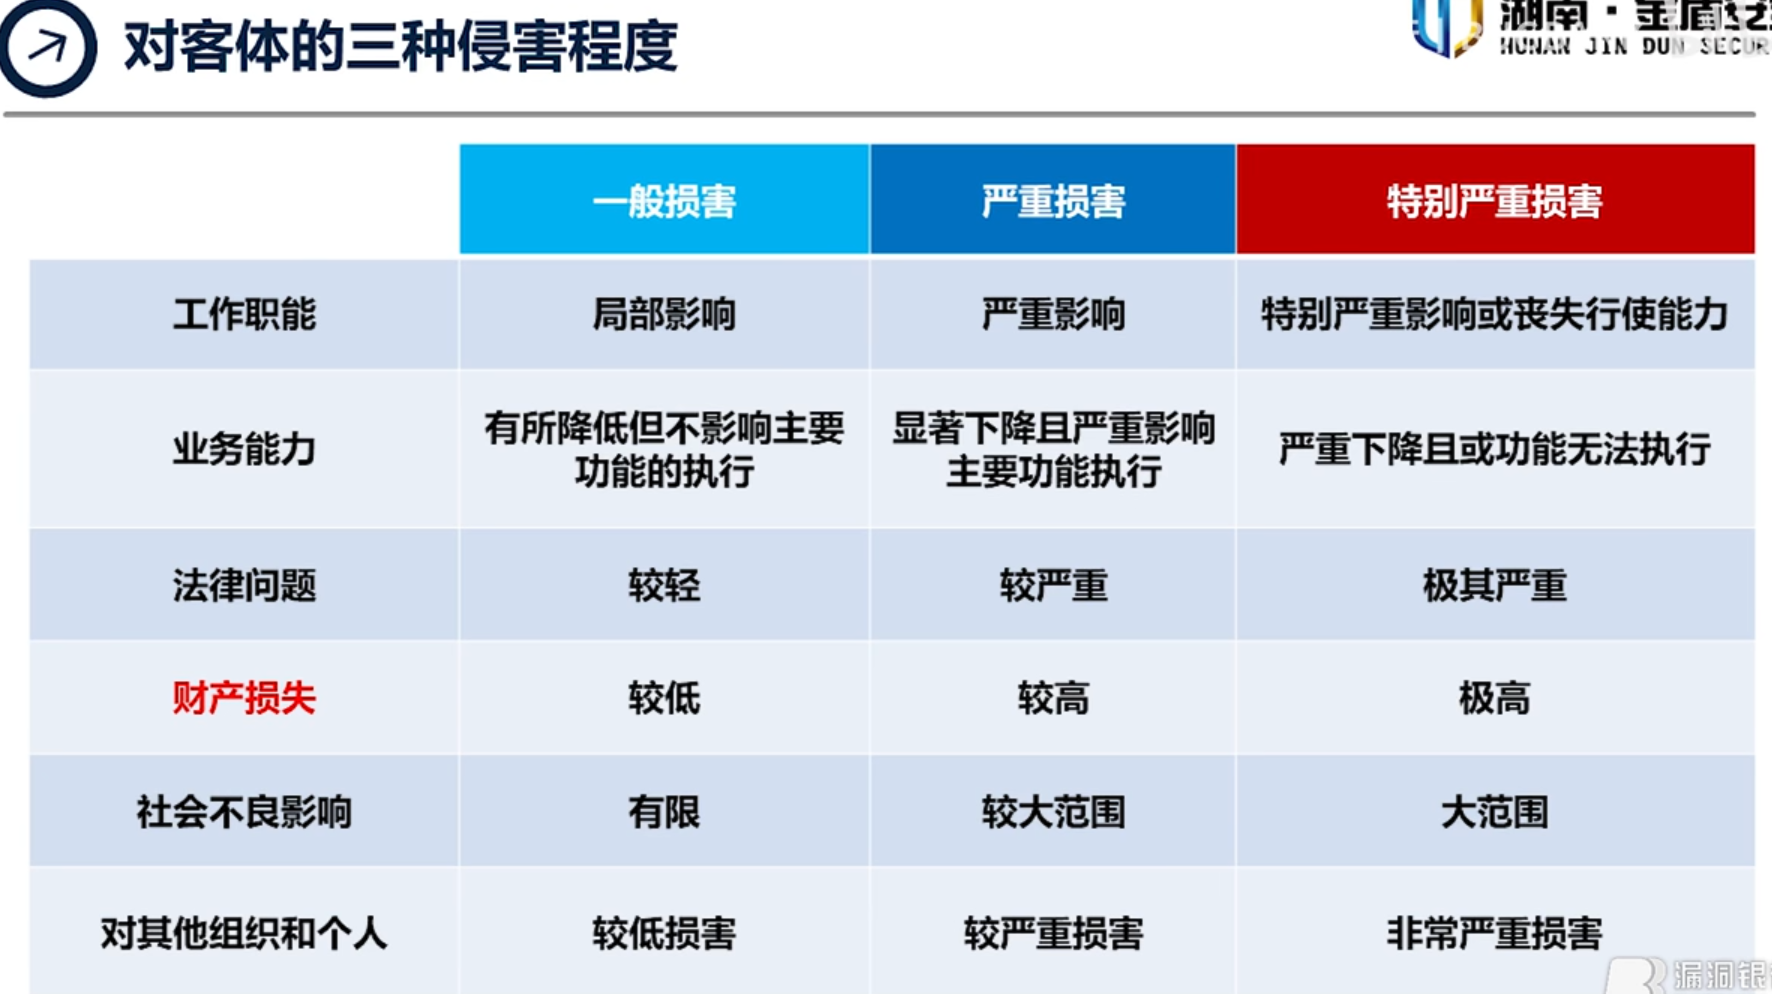 对客体的三种侵害程度
湖南·金盾
HUNAN JIN DUN SECUR
一般损害 严重损害 特别严重损害
工作职能 局部影响 严重影响 特别严重影响或丧失行使能力
业务能力 有所降低但不影响主要 显著下降且严重影响 严重下降且或功能无法执行
功能的执行 主要功能执行
法律问题 较轻 较严重 极其严重
财产损失 较低 较高 极高
社会不良影响 有限 较大范围 大范围
对其他组织和个人 较低损害 较严重损害 非常严重损害
漏洞银